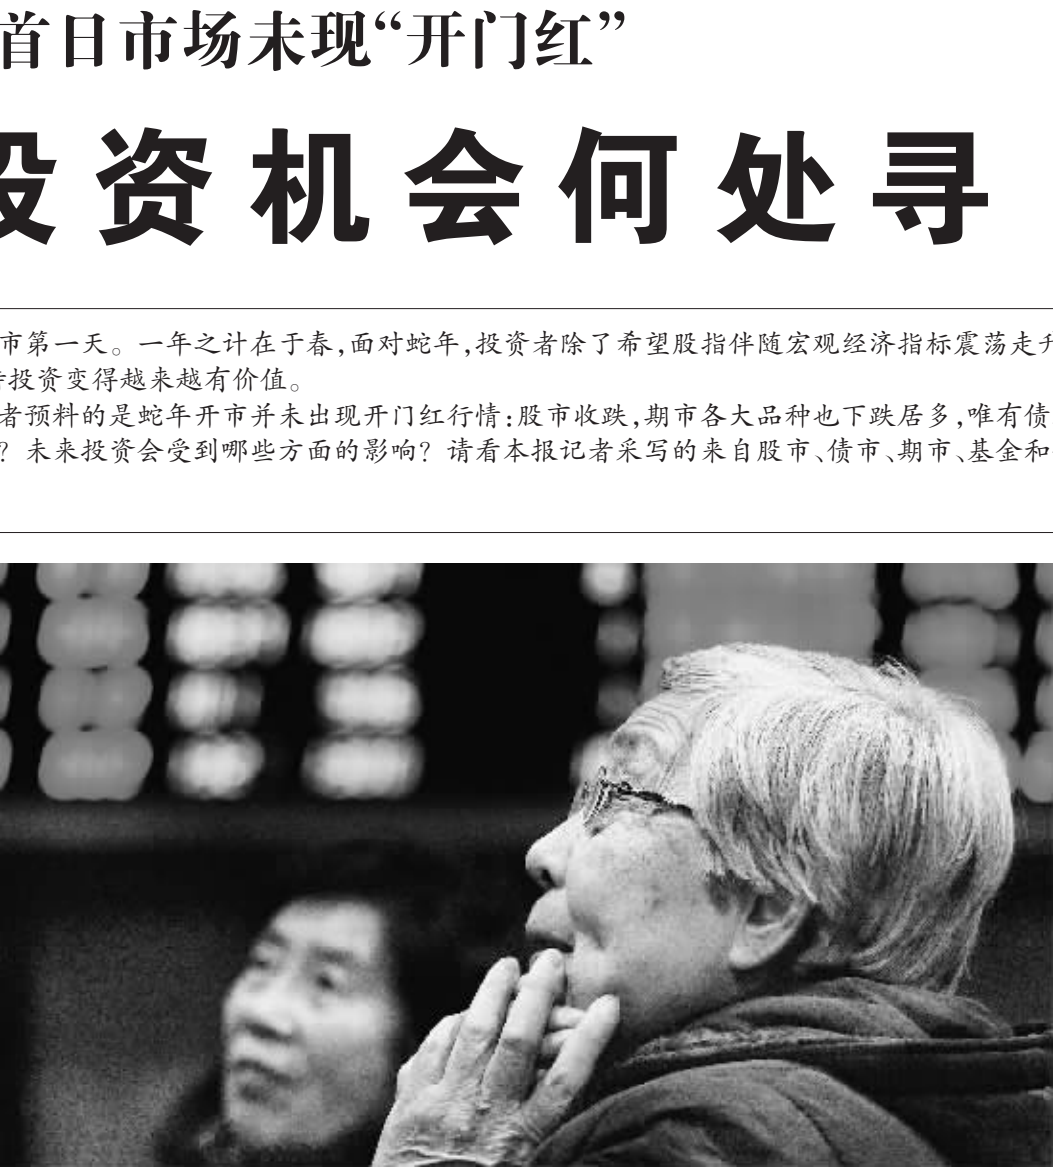 首日市场未现“开门红”
投资机会何处寻
市第一天。一年之计在于春,面对蛇年,投资者除了希望股指伴随宏观经济指标震荡走升
投资变得越来越有价值。
者预料的是蛇年开市并未出现开门红行情:股市收跌,期市各大品种也下跌居多,唯有债
？未来投资会受到哪些方面的影响？请看本报记者采写的来自股市、债市、期市、基金和